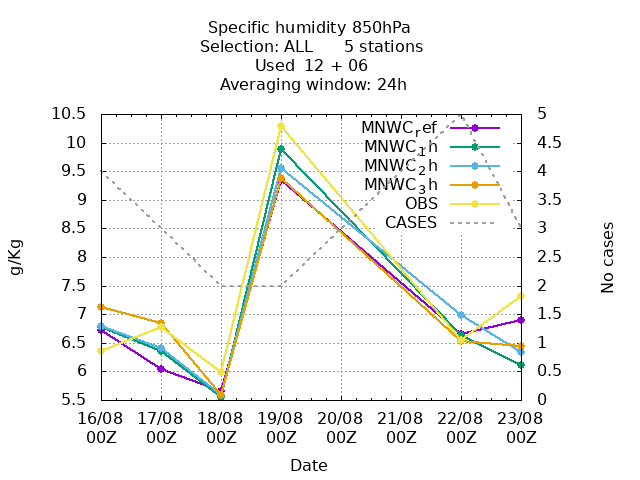 Specific humidity 850hPa
Selection: ALL      5 stations
Used  12 + 06
Averaging window: 24h
g/Kg
No cases
10.5
10
9.5
9
8.5
8
7.5
7
6.5
6
5.5
5
4.5
4
3.5
3
2.5
2
1.5
1
0.5
0
MNWC_ref
MNWC_1h
MNWC_2h
MNWC_3h
OBS
CASES
16/08 17/08 18/08 19/08 20/08 21/08 22/08 23/08
00Z 00Z 00Z 00Z 00Z 00Z 00Z 00Z
Date